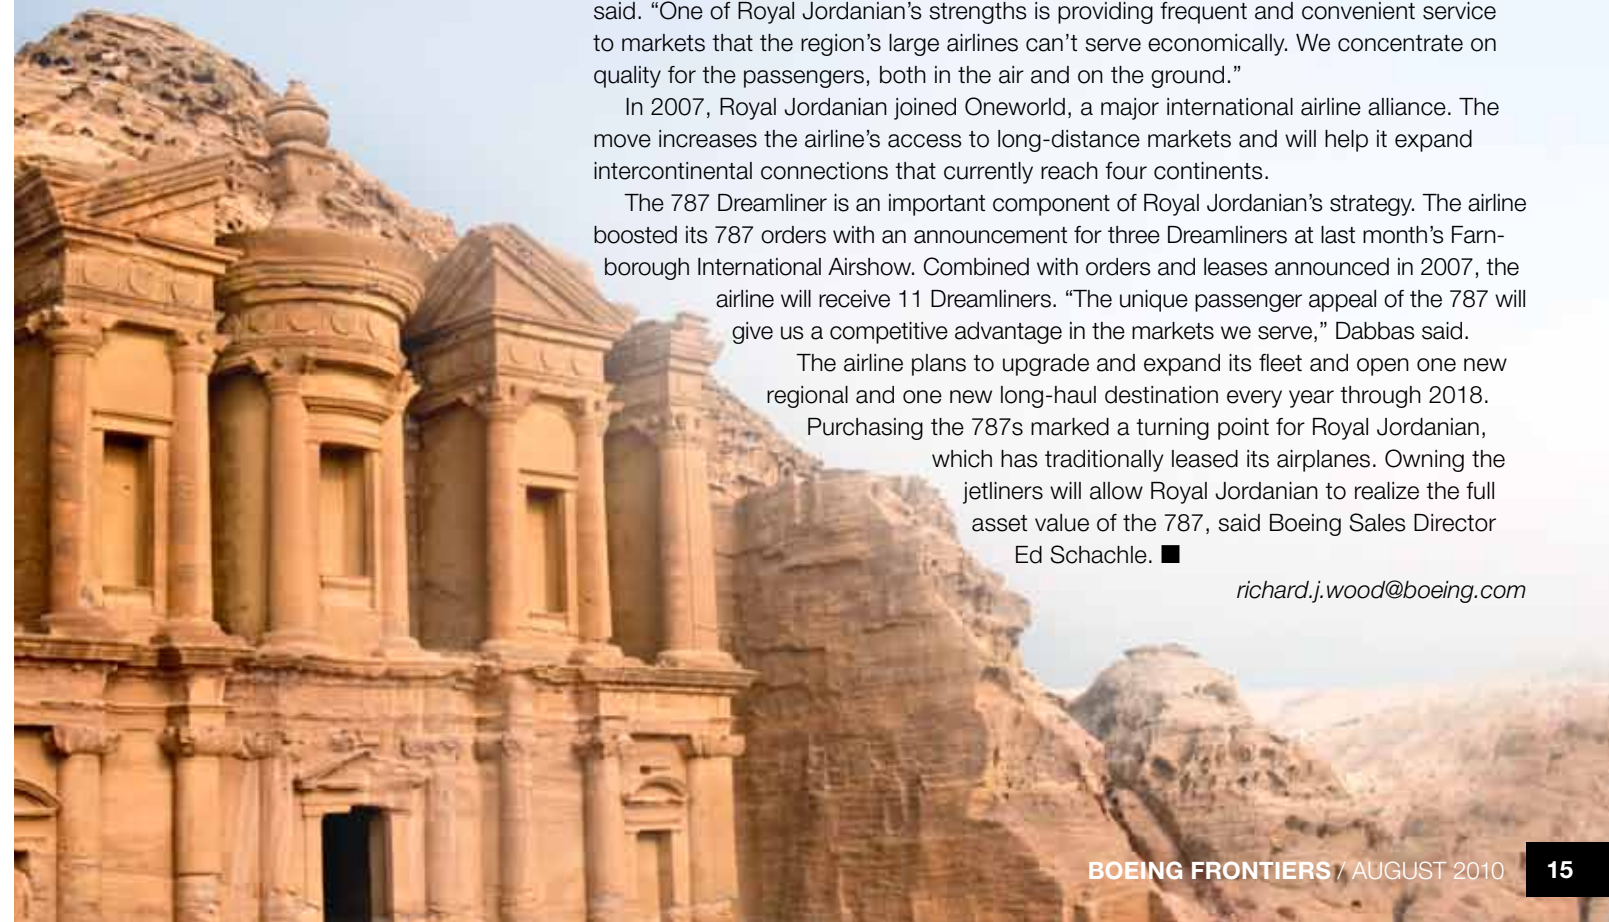 said. “One of Royal Jordanian’s strengths is providing frequent and convenient service
to markets that the region’s large airlines can’t serve economically. We concentrate on
quality for the passengers, both in the air and on the ground.”
In 2007, Royal Jordanian joined Oneworld, a major international airline alliance. The
move increases the airline’s access to long-distance markets and will help it expand
intercontinental connections that currently reach four continents.
The 787 Dreamliner is an important component of Royal Jordanian’s strategy. The airline
boosted its 787 orders with an announcement for three Dreamliners at last month’s Farn-
borough International Airshow. Combined with orders and leases announced in 2007, the
airline will receive 11 Dreamliners. “The unique passenger appeal of the 787 will
give us a competitive advantage in the markets we serve,” Dabbas said.
The airline plans to upgrade and expand its fleet and open one new
regional and one new long-haul destination every year through 2018.
Purchasing the 787s marked a turning point for Royal Jordanian,
which has traditionally leased its airplanes. Owning the
jetliners will allow Royal Jordanian to realize the full
asset value of the 787, said Boeing Sales Director
Ed Schachle. ■
richard.j.wood@boeing.com
BOEING FRONTIERS / AUGUST 2010 15